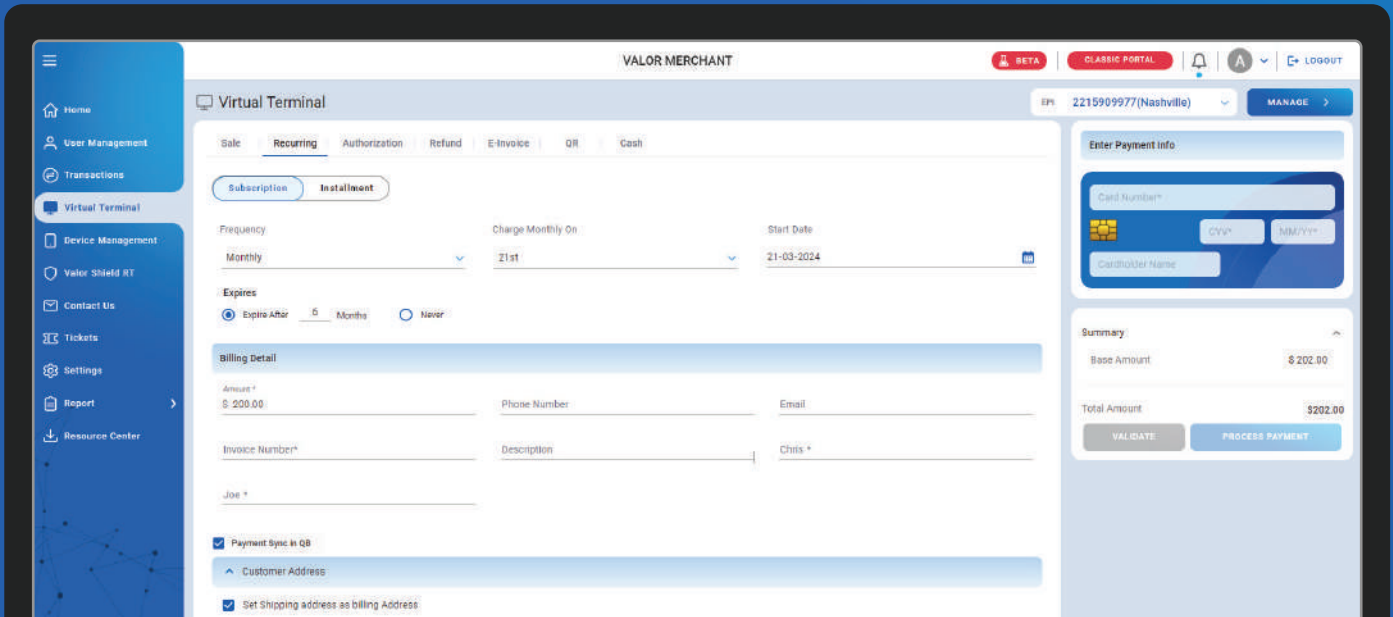 VALOR MERCHANT
BETA
CLASSIC PORTAL
A
LOGOUT
Home
User Management
Transactions
Virtual Terminal
Device Management
Valor Shield RT
Contact Us
Tickets
Settings
Report
Resource Center
Virtual Terminal
EPI 2215909977(Nashville)
MANAGE
Sale Recurring Authorization Refund E-Invoice QR Cash
Subscription Installment
Frequency Charge Monthly On Start Date
Monthly 21st 21-03-2024
Expires
Expire After 6 Months Never
Billing Detail
Amount *
$ 200.00 Phone Number Email
Invoice Number* Description Chris *
Joe *
Payment Sync in QB
Customer Address
Set Shipping address as billing Address
Enter Payment Info
Card Number*
CVV* MM/YY*
Cardholder Name
Summary
Base Amount $ 202.00
Total Amount $202.00
VALIDATE PROCESS PAYMENT